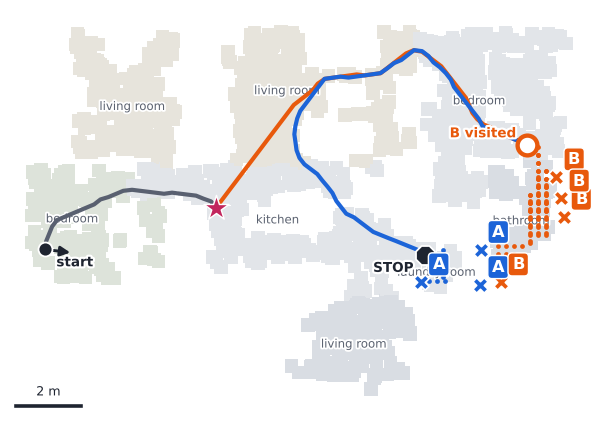 living room
living room
bedroom
B visited
B
B
B
bedroom
kitchen
bathroom
A
start
STOP
A
A
B
laundry room
living room
2 m